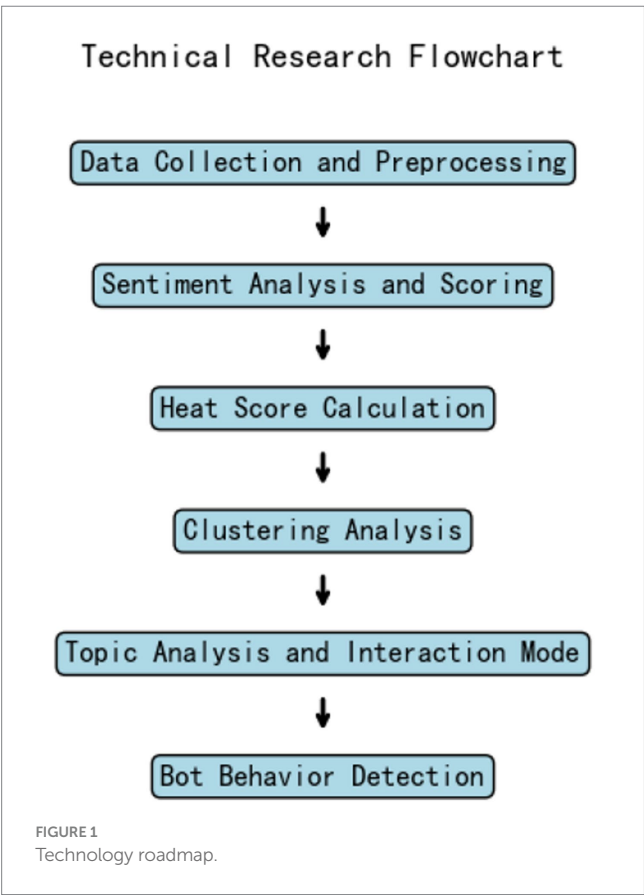 Technical Research Flowchart
Data Collection and Preprocessing
Sentiment Analysis and Scoring
Heat Score Calculation
Clustering Analysis
Topic Analysis and Interaction Mode
Bot Behavior Detection
FIGURE 1
Technology roadmap.